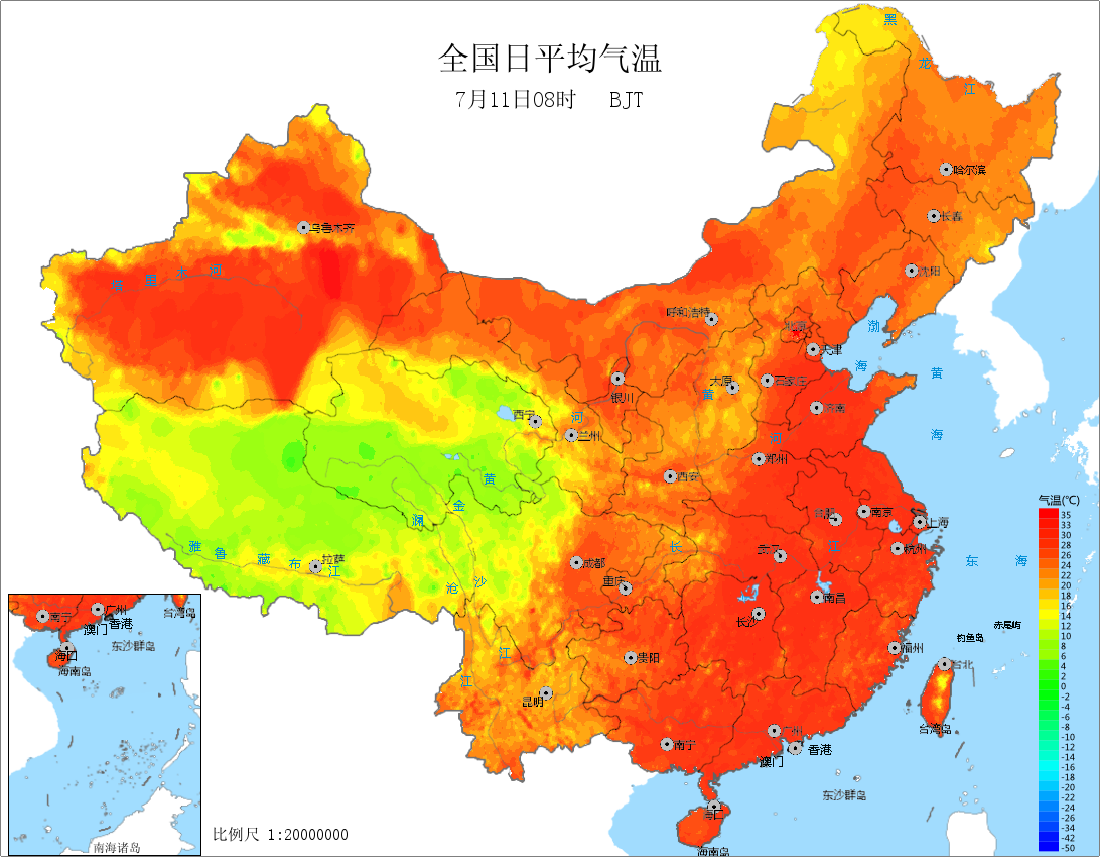 全国日平均气温
7月11日08时 BJT
黑
龙
江
哈尔滨
长春
乌鲁木齐
沈阳
塔里木河
呼和浩特
北京
渤
天津
海
黄
太原
石家庄
银川
黄
济南
西宁
河
兰州
海
河
郑州
西安
黄
金
澜
合肥
南京
上海
雅
鲁
藏
布
江
拉萨
长
武汉
江
杭州
东
海
成都
沧
沙
重庆
南昌
长沙
赤尾屿
钓鱼岛
江
贵阳
福州
台北
江
昆明
台湾岛
南宁
广州
澳门
香港
东沙群岛
海口
海南岛
南宁
广州
台湾岛
澳门
香港
海口
东沙群岛
海南岛
南海诸岛
比例尺 1:20000000
气温(℃)
35
33
30
28
26
24
22
20
18
16
14
12
10
8
6
4
2
0
-2
-4
-6
-8
-10
-12
-14
-16
-18
-20
-22
-24
-26
-34
-42
-50